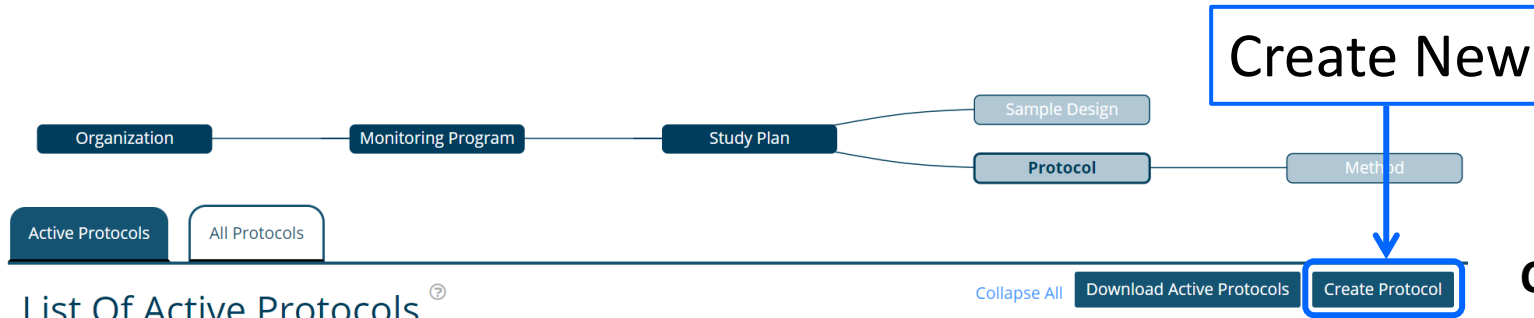 Create New
Sample Design
Organization
Monitoring Program
Study Plan
Protocol
Method
Active Protocols
All Protocols
List Of Active Protocols ?
Collapse All
Download Active Protocols
Create Protocol